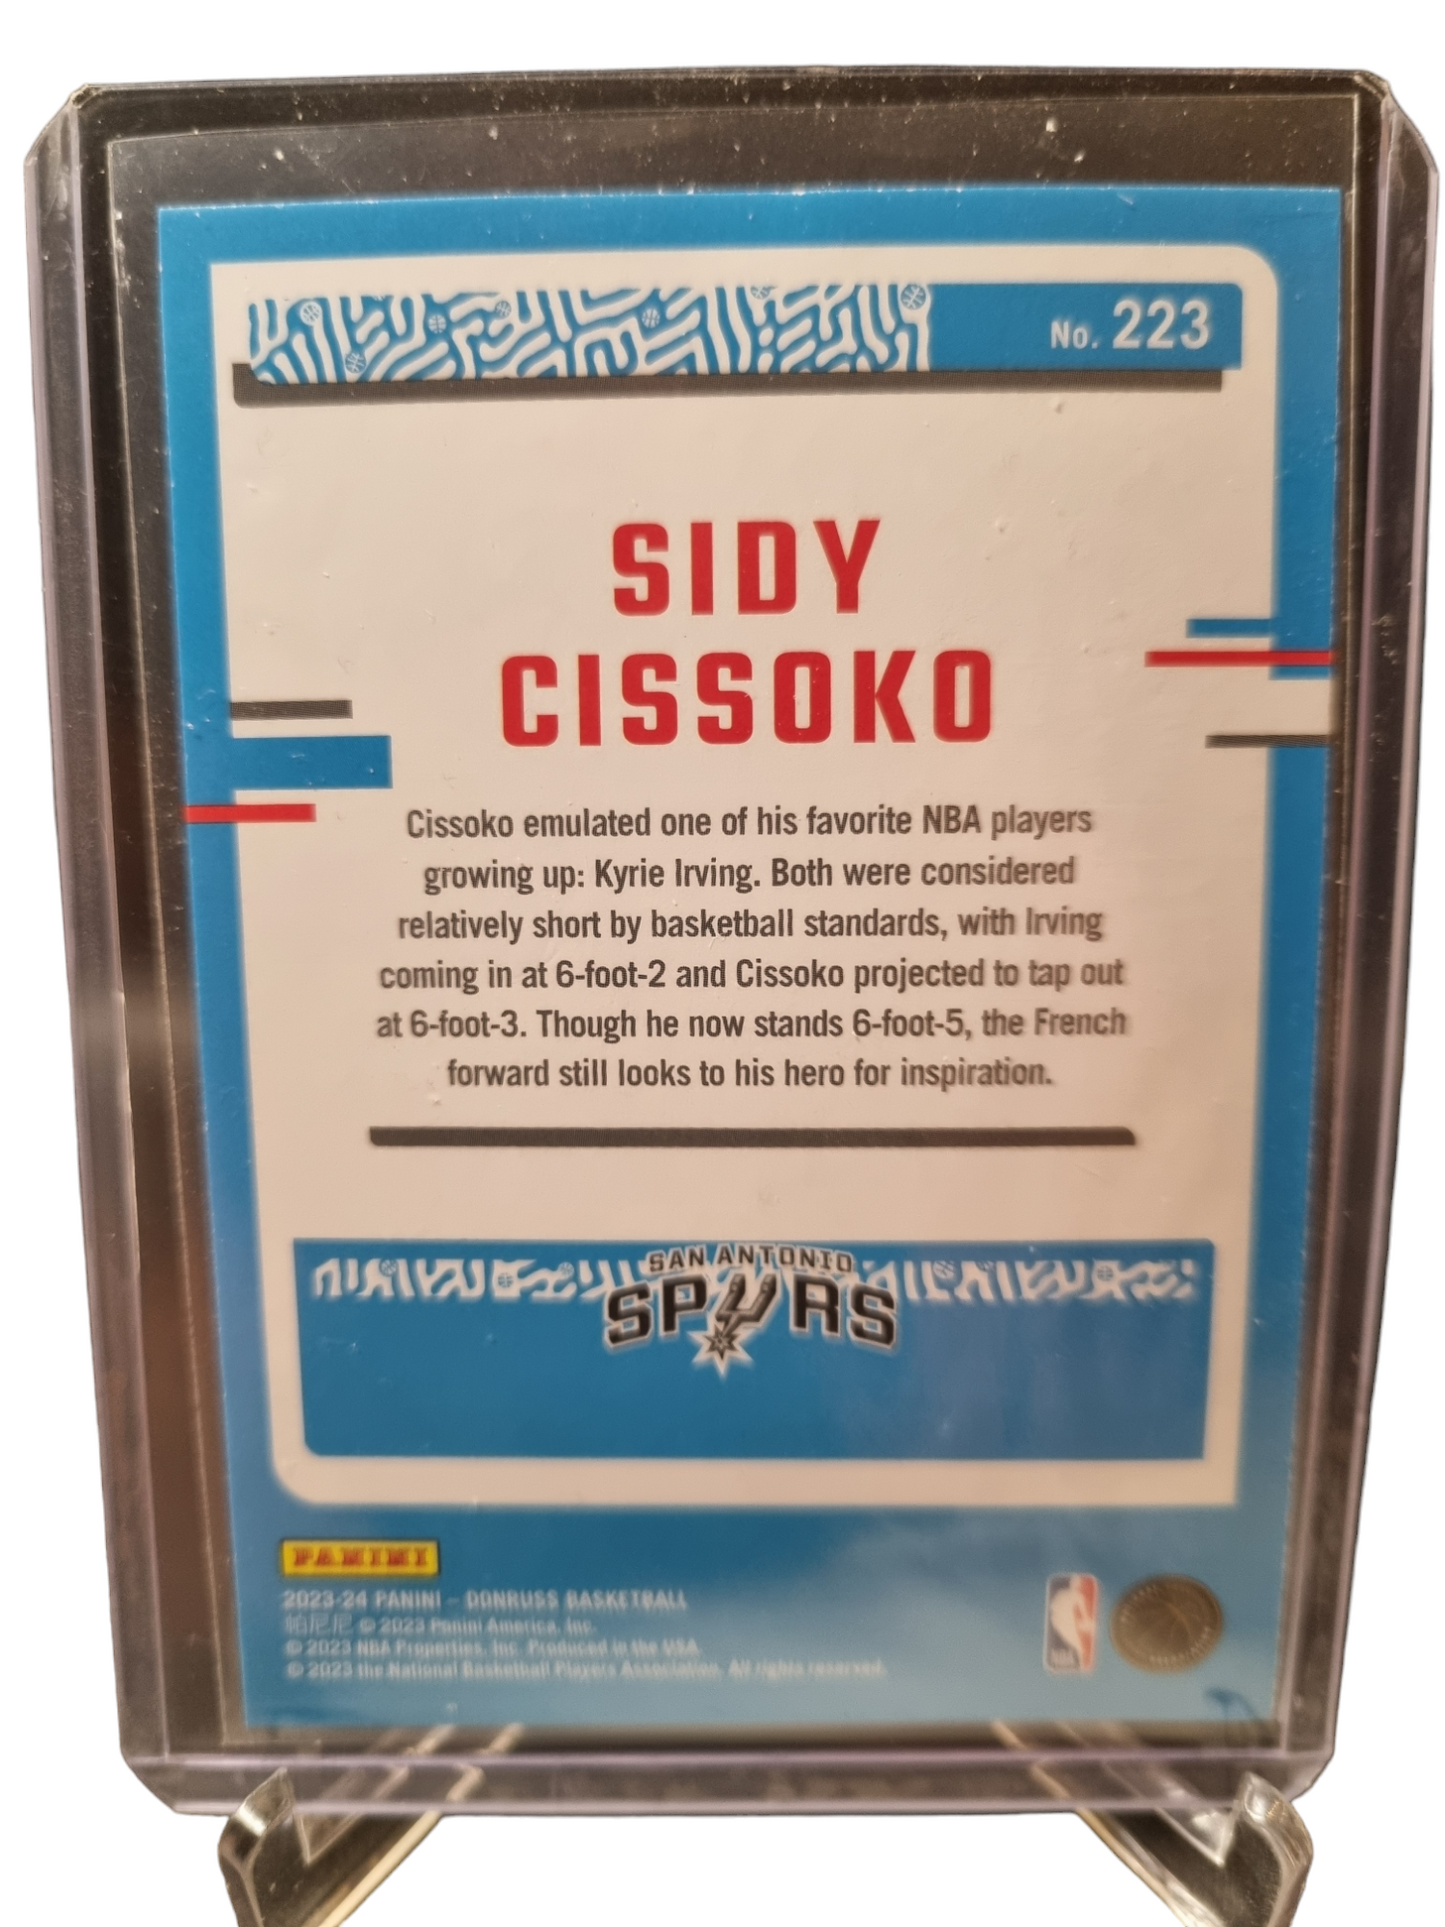 No. 223
SIDY
CISSOKO
Cissoko emulated one of his favorite NBA players
growing up: Kyrie Irving. Both were considered
relatively short by basketball standards, with Irving
coming in at 6-foot-2 and Cissoko projected to tap out
at 6-foot-3. Though he now stands 6-foot-5, the French
forward still looks to his hero for inspiration.
SAN ANTONIO
SPURS
PANINI
2023-24 PANINI – DONRUSS BASKETBALL
帕尼尼 © 2023 Panini America, Inc.
© 2023 NBA Properties, Inc. Produced in the USA.
© 2023 the National Basketball Players Association. All rights reserved.
NBA